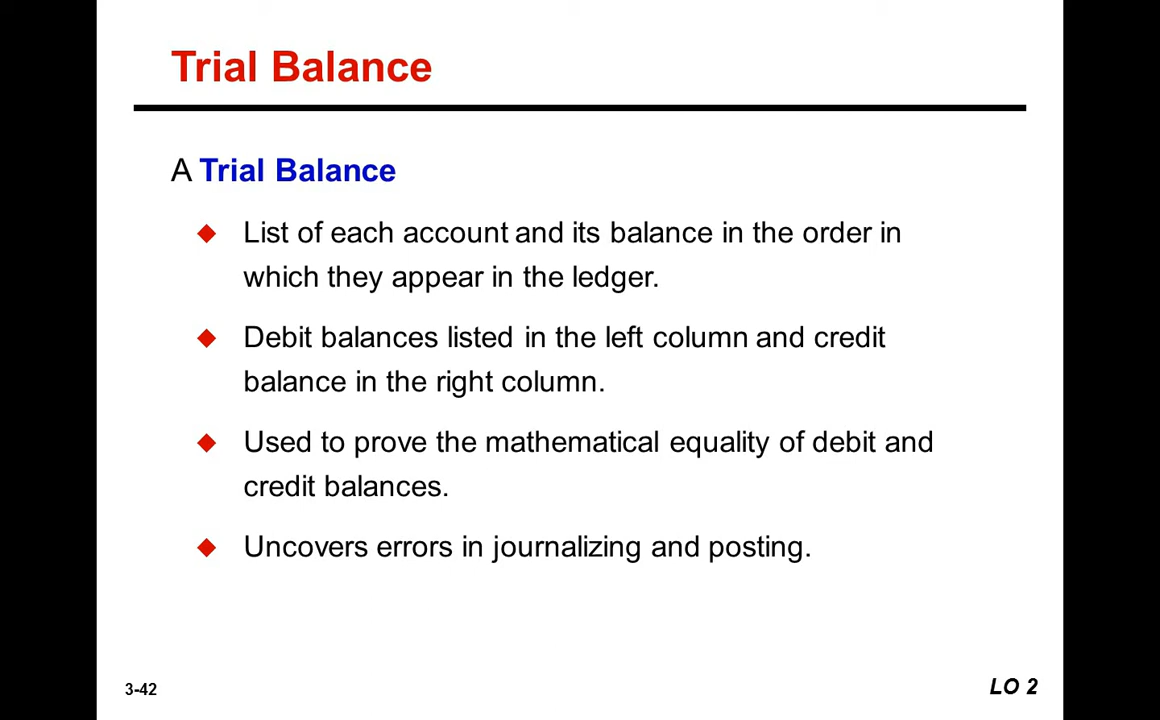 Trial Balance
A Trial Balance
List of each account and its balance in the order in
which they appear in the ledger.
Debit balances listed in the left column and credit
balance in the right column.
Used to prove the mathematical equality of debit and
credit balances.
Uncovers errors in journalizing and posting.
3-42
LO 2